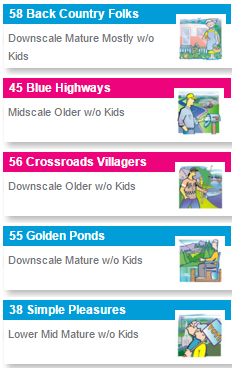 58 Back Country Folks
Downscale Mature Mostly w/o
Kids
45 Blue Highways
Midscale Older w/o Kids
56 Crossroads Villagers
Downscale Older w/o Kids
55 Golden Ponds
Downscale Mature w/o Kids
38 Simple Pleasures
Lower Mid Mature w/o Kids